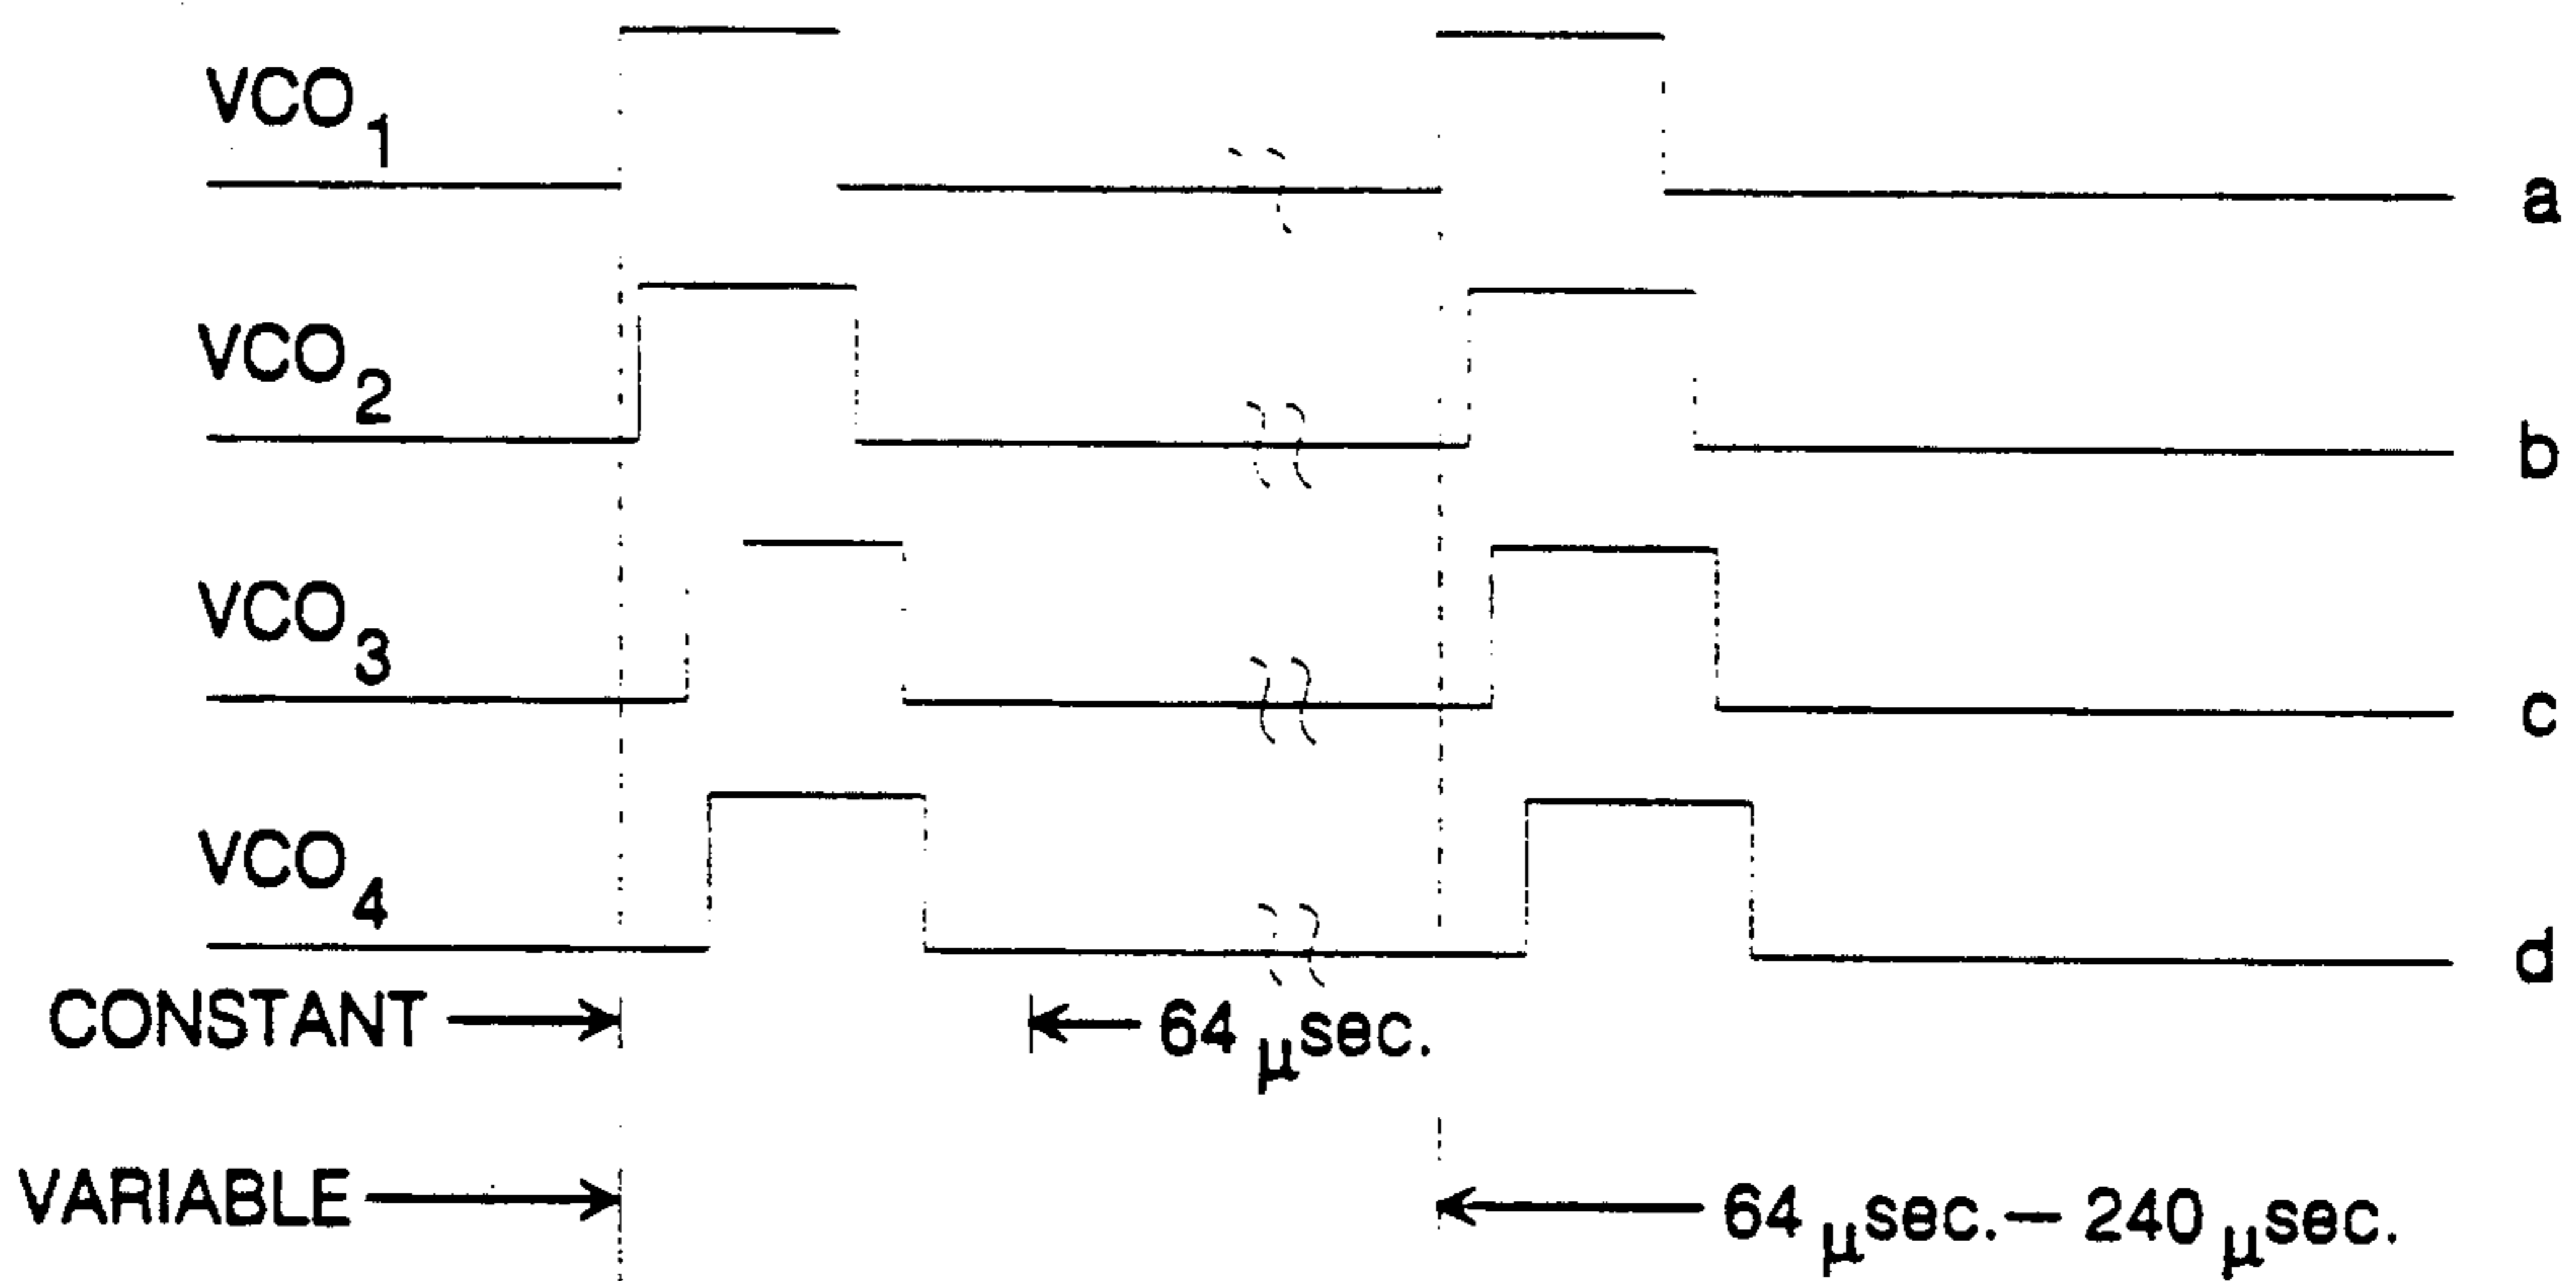 VCO₁
a
VCO₂
b
VCO₃
c
VCO₄
d
CONSTANT 64 μsec.
VARIABLE 64 μsec. – 240 μsec.